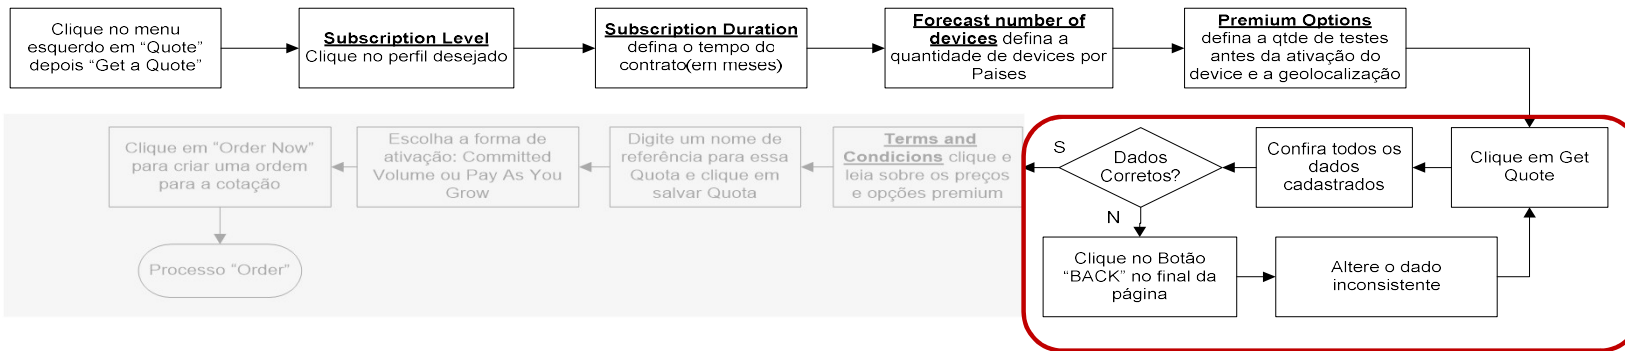 Clique no menu
esquerdo em “Quote”
depois “Get a Quote”
Subscription Level
Clique no perfil desejado
Subscription Duration
defina o tempo do
contrato(em meses)
Forecast number of
devices defina a
quantidade de devices por
Paises
Premium Options
defina a qtde de testes
antes da ativação do
device e a geolocalização
Clique em Get
Quote
Confira todos os
dados
cadastrados
Dados
Corretos?
S
N
Clique no Botão
“BACK” no final da
página
Altere o dado
inconsistente
Terms and
Condicions clique e
leia sobre os preços
e opções premium
Digite um nome de
referência para essa
Quota e clique em
salvar Quota
Escolha a forma de
ativação: Committed
Volume ou Pay As You
Grow
Clique em “Order Now”
para criar uma ordem
para a cotação
Processo “Order”